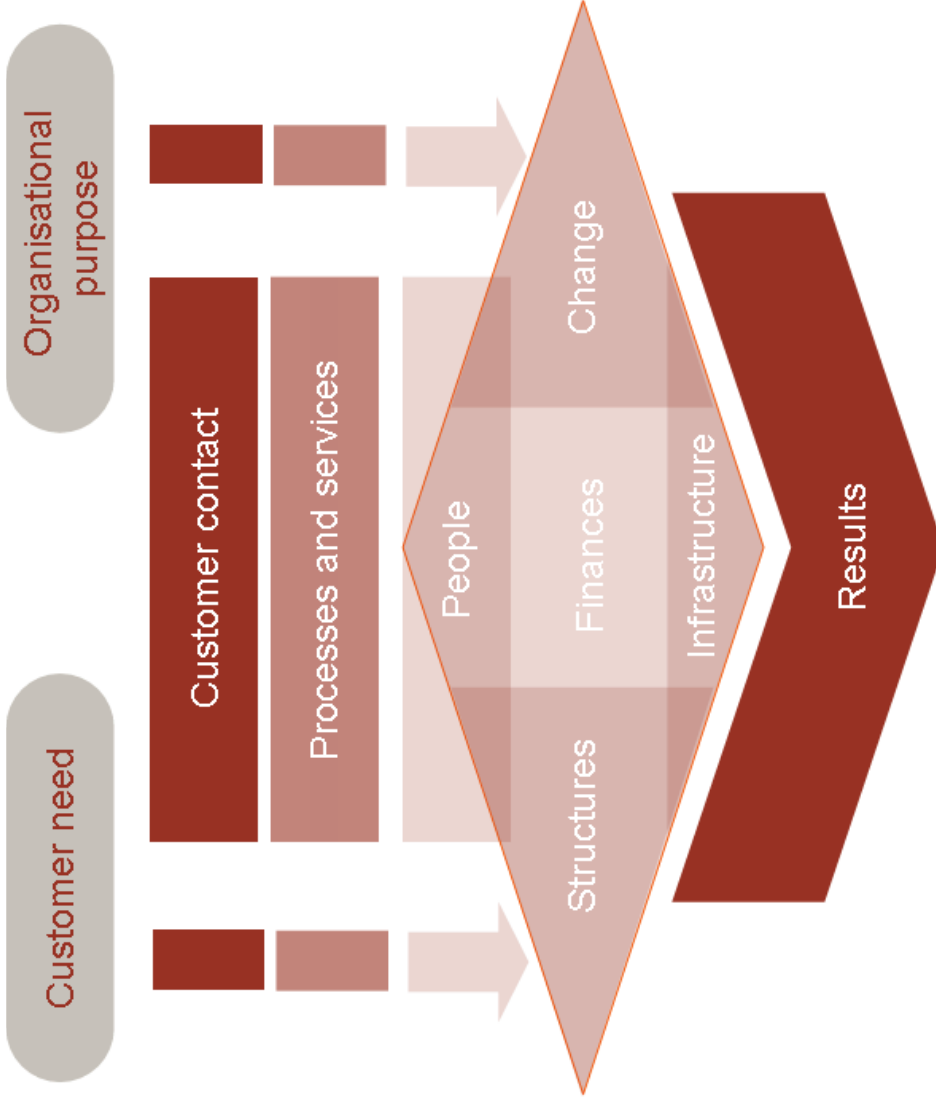 Customer need
Organisational
purpose
Customer contact
Processes and services
People
Structures
Finances
Change
Infrastructure
Results